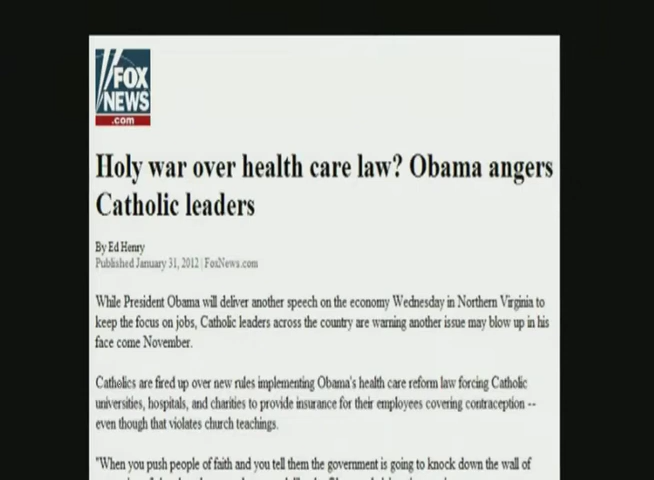 FOX
NEWS
.com
Holy war over health care law? Obama angers
Catholic leaders
By Ed Henry
Published January 31, 2012 | FoxNews.com
While President Obama will deliver another speech on the economy Wednesday in Northern Virginia to
keep the focus on jobs, Catholic leaders across the country are warning another issue may blow up in his
face come November.
Catholics are fired up over new rules implementing Obama's health care reform law forcing Catholic
universities, hospitals, and charities to provide insurance for their employees covering contraception --
even though that violates church teachings.
"When you push people of faith and you tell them the government is going to knock down the wall of